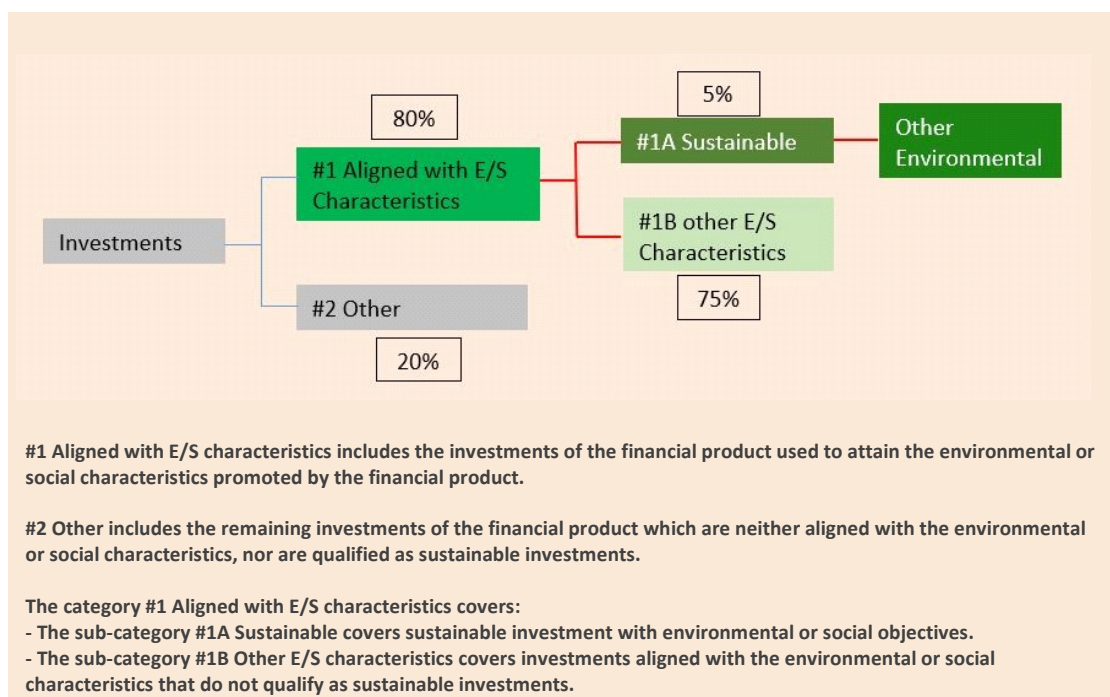 80%
5%
#1 Aligned with E/S
Characteristics
#1A Sustainable
Other
Environmental
Investments
#1B other E/S
Characteristics
#2 Other
75%
20%
#1 Aligned with E/S characteristics includes the investments of the financial product used to attain the environmental or
social characteristics promoted by the financial product.
#2 Other includes the remaining investments of the financial product which are neither aligned with the environmental
or social characteristics, nor are qualified as sustainable investments.
The category #1 Aligned with E/S characteristics covers:
- The sub-category #1A Sustainable covers sustainable investment with environmental or social objectives.
- The sub-category #1B Other E/S characteristics covers investments aligned with the environmental or social
characteristics that do not qualify as sustainable investments.